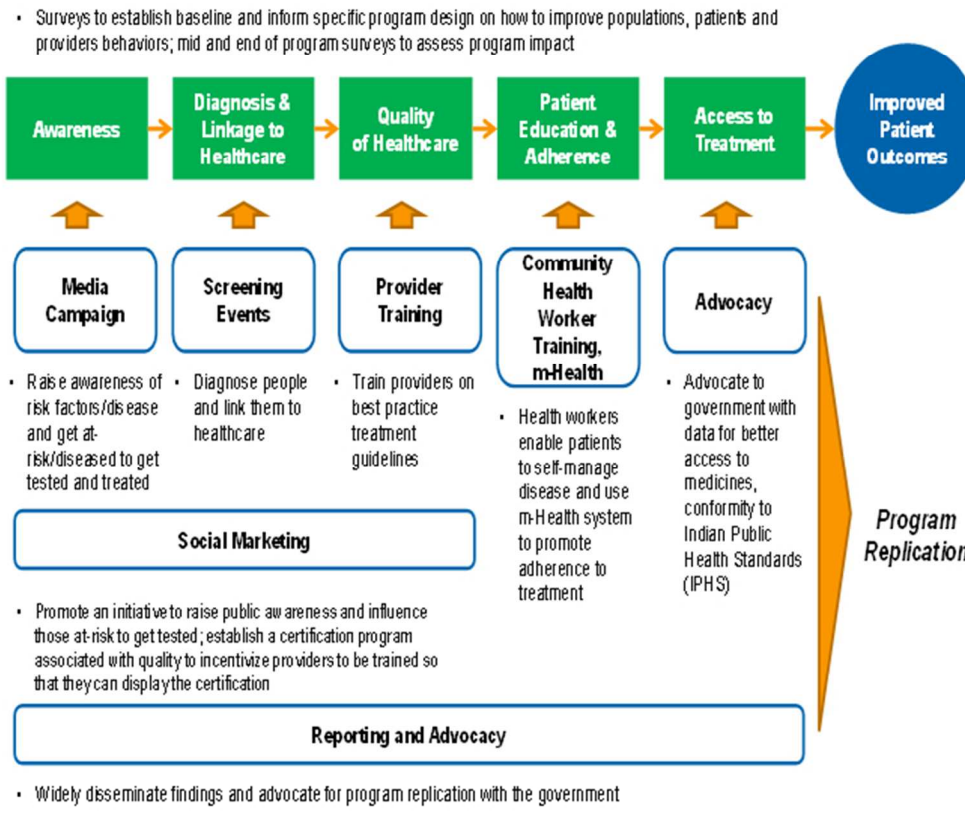 • Surveys to establish baseline and inform specific program design on how to improve populations, patients and
providers behaviors; mid and end of program surveys to assess program impact
Awareness
Diagnosis &
Linkage to
Healthcare
Quality
of Healthcare
Patient
Education &
Adherence
Access to
Treatment
Improved
Patient
Outcomes
Media
Campaign
Screening
Events
Provider
Training
Community
Health
Worker
Training,
m-Health
Advocacy
• Raise awareness of
risk factors/disease
and get at-
risk/diseased to get
tested and treated
• Diagnose people
and link them to
healthcare
• Train providers on
best practice
treatment
guidelines
• Health workers
enable patients
to self-manage
disease and use
m-Health system
to promote
adherence to
treatment
• Advocate to
government with
data for better
access to
medicines,
conformity to
Indian Public
Health Standards
(IPHS)
Program
Replication
Social Marketing
• Promote an initiative to raise public awareness and influence
those at-risk to get tested; establish a certification program
associated with quality to incentivize providers to be trained so
that they can display the certification
Reporting and Advocacy
• Widely disseminate findings and advocate for program replication with the government